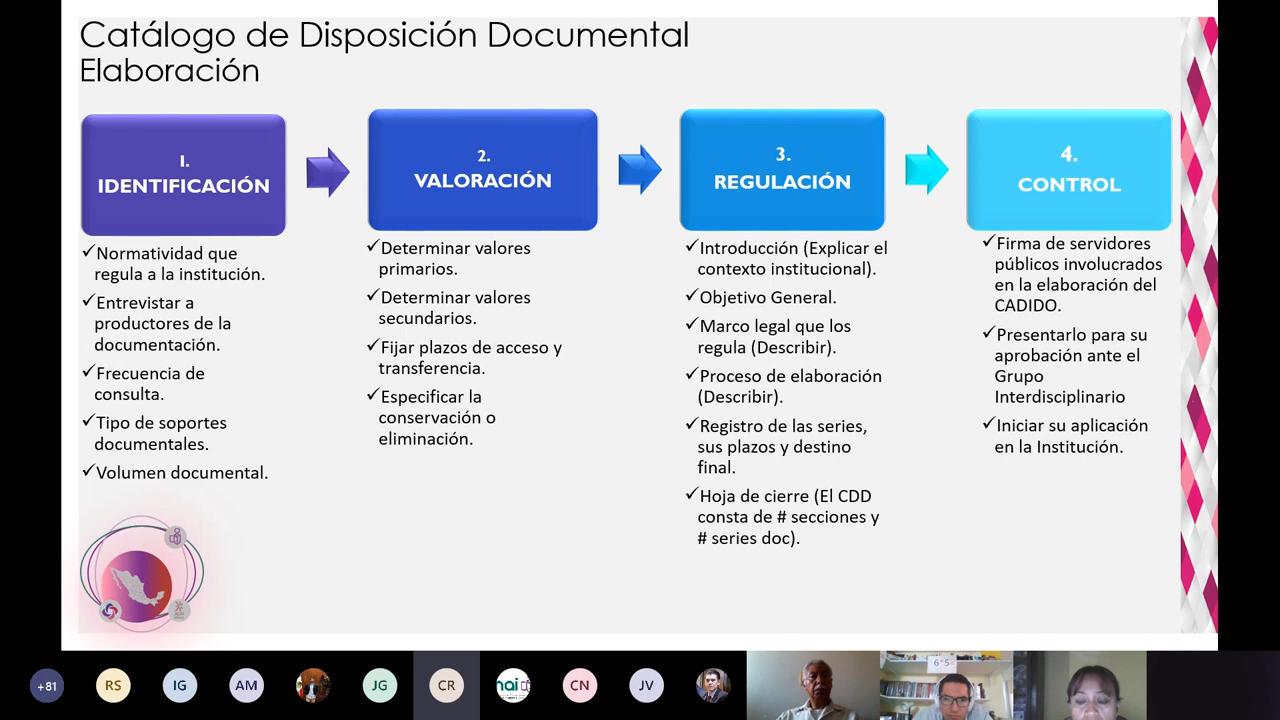 Catálogo de Disposición Documental
Elaboración
1.
IDENTIFICACIÓN
Normatividad que
regula a la institución.
Entrevistar a
productores de la
documentación.
Frecuencia de
consulta.
Tipo de soportes
documentales.
Volumen documental.
2.
VALORACIÓN
Determinar valores
primarios.
Determinar valores
secundarios.
Fijar plazos de acceso y
transferencia.
Especificar la
conservación o
eliminación.
3.
REGULACIÓN
Introducción (Explicar el
contexto institucional).
Objetivo General.
Marco legal que los
regula (Describir).
Proceso de elaboración
(Describir).
Registro de las series,
sus plazos y destino
final.
Hoja de cierre (El CDD
consta de # secciones y
# series doc).
4.
CONTROL
Firma de servidores
públicos involucrados
en la elaboración del
CADIDO.
Presentarlo para su
aprobación ante el
Grupo
Interdisciplinario
Iniciar su aplicación
en la Institución.
+81
RS
IG
AM
JG
CR
CN
JV